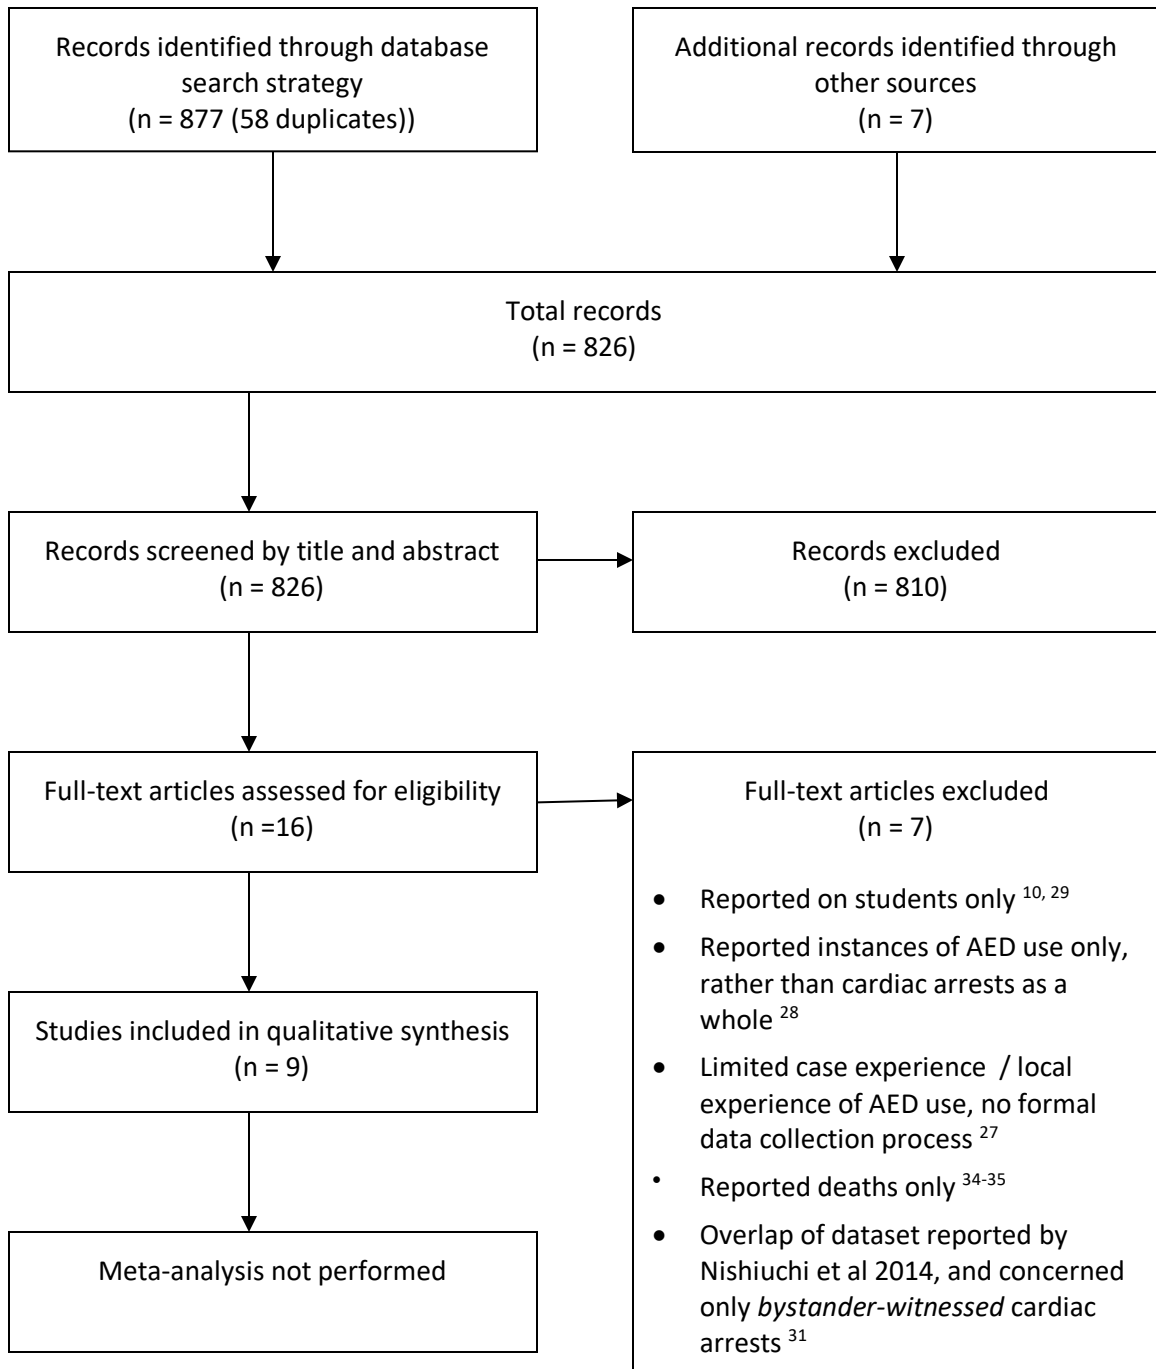 Records identified through database
search strategy
(n = 877 (58 duplicates))
Additional records identified through
other sources
(n = 7)
Total records
(n = 826)
Records screened by title and abstract
(n = 826)
Records excluded
(n = 810)
Full-text articles assessed for eligibility
(n =16)
Full-text articles excluded
(n = 7)
• Reported on students only 10, 29
• Reported instances of AED use only,
rather than cardiac arrests as a
whole 28
• Limited case experience / local
experience of AED use, no formal
data collection process 27
• Reported deaths only 34-35
• Overlap of dataset reported by
Nishiuchi et al 2014, and concerned
only bystander-witnessed cardiac
arrests 31
Studies included in qualitative synthesis
(n = 9)
Meta-analysis not performed